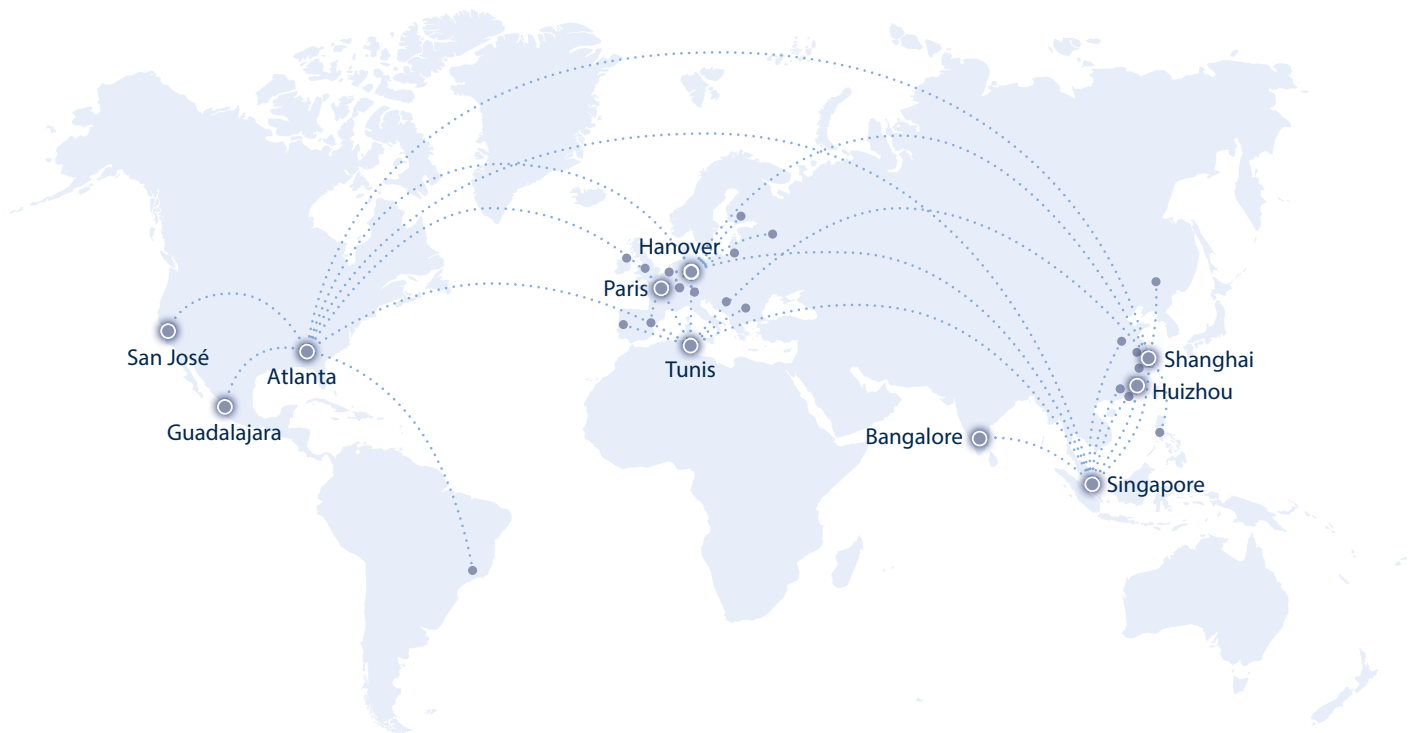 Hanover
Paris
San José
Shanghai
Atlanta
Tunis
Huizhou
Guadalajara
Bangalore
Singapore